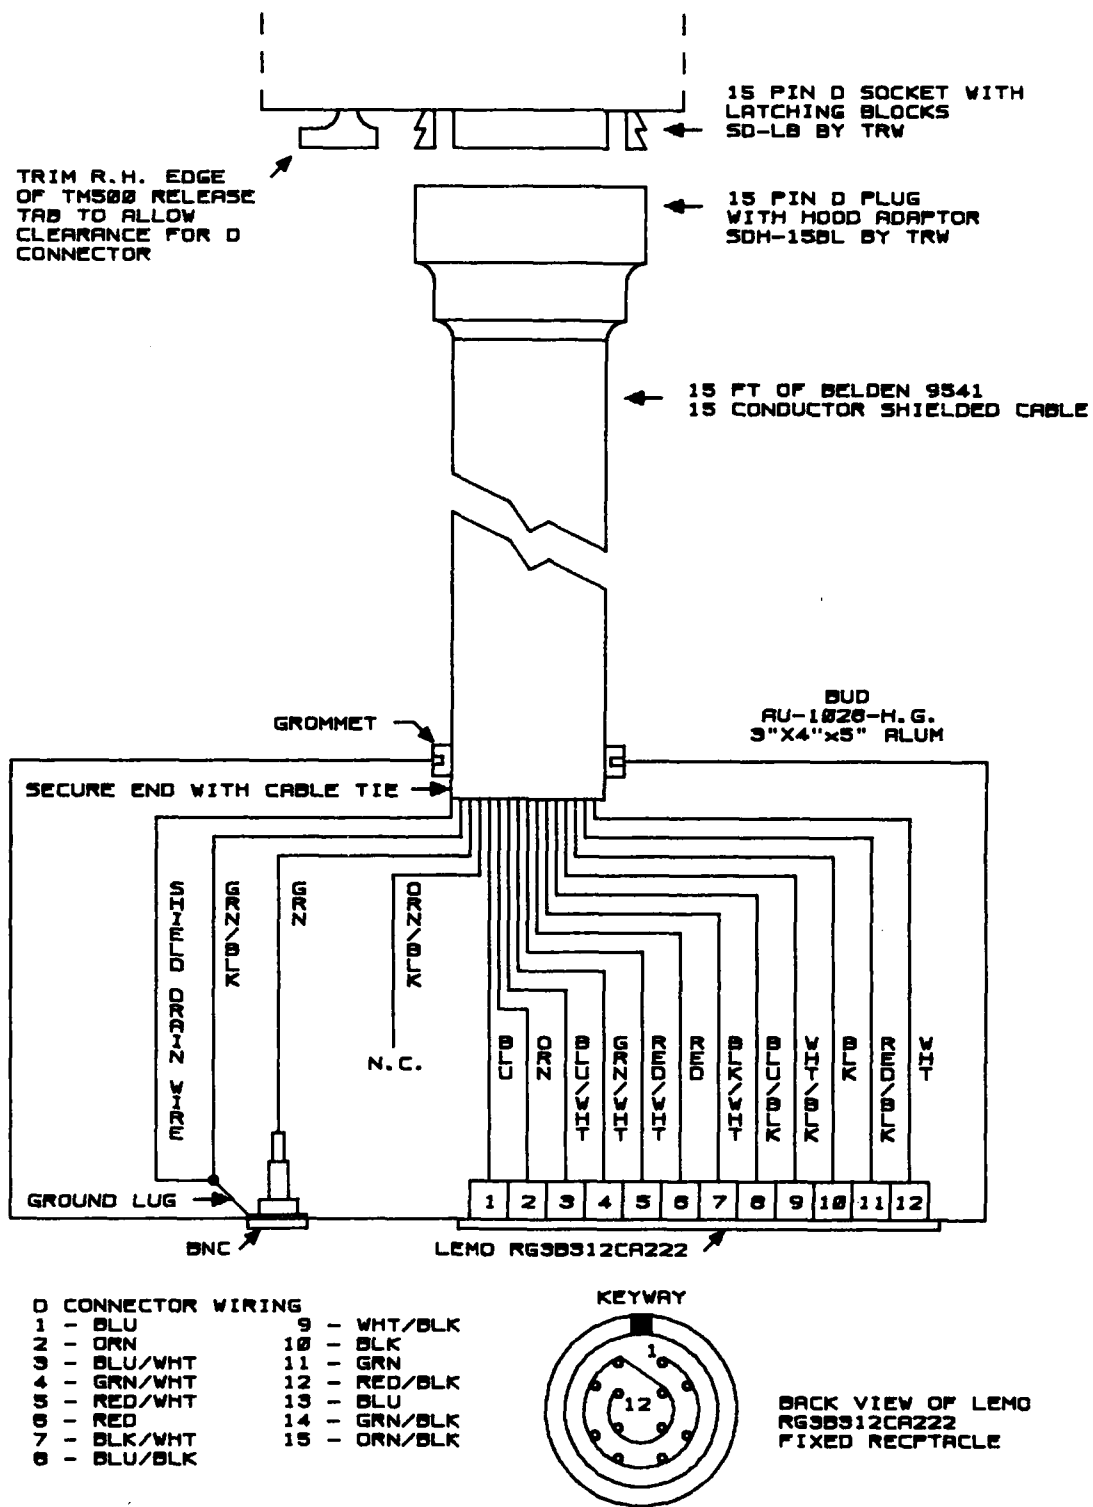 15 PIN D SOCKET WITH
LATCHING BLOCKS
SD-LB BY TRW
TRIM R.H. EDGE
OF TM500 RELEASE
TAB TO ALLOW
CLEARANCE FOR D
CONNECTOR
15 PIN D PLUG
WITH HOOD ADAPTOR
SDH-15BL BY TRW
15 FT OF BELDEN 9541
15 CONDUCTOR SHIELDED CABLE
GROMMET
BUD
AU-1028-H.G.
3"X4"x5" ALUM
SECURE END WITH CABLE TIE
SHIELD DRAIN WIRE
GRN/BLK
GRN
ORN/BLK
N.C.
BLU
ORN
BLU/WHT
GRN/WHT
RED/WHT
RED
BLK/WHT
BLU/BLK
WHT/BLK
BLK
RED/BLK
WHT
GROUND LUG
1 2 3 4 5 6 7 8 9 10 11 12
BNC
LEMO RG3B312CA222
D CONNECTOR WIRING
1 - BLU
2 - ORN
3 - BLU/WHT
4 - GRN/WHT
5 - RED/WHT
6 - RED
7 - BLK/WHT
8 - BLU/BLK
9 - WHT/BLK
10 - BLK
11 - GRN
12 - RED/BLK
13 - BLU
14 - GRN/BLK
15 - ORN/BLK
KEYWAY
1
12
BACK VIEW OF LEMO
RG3B312CA222
FIXED RECPTACLE